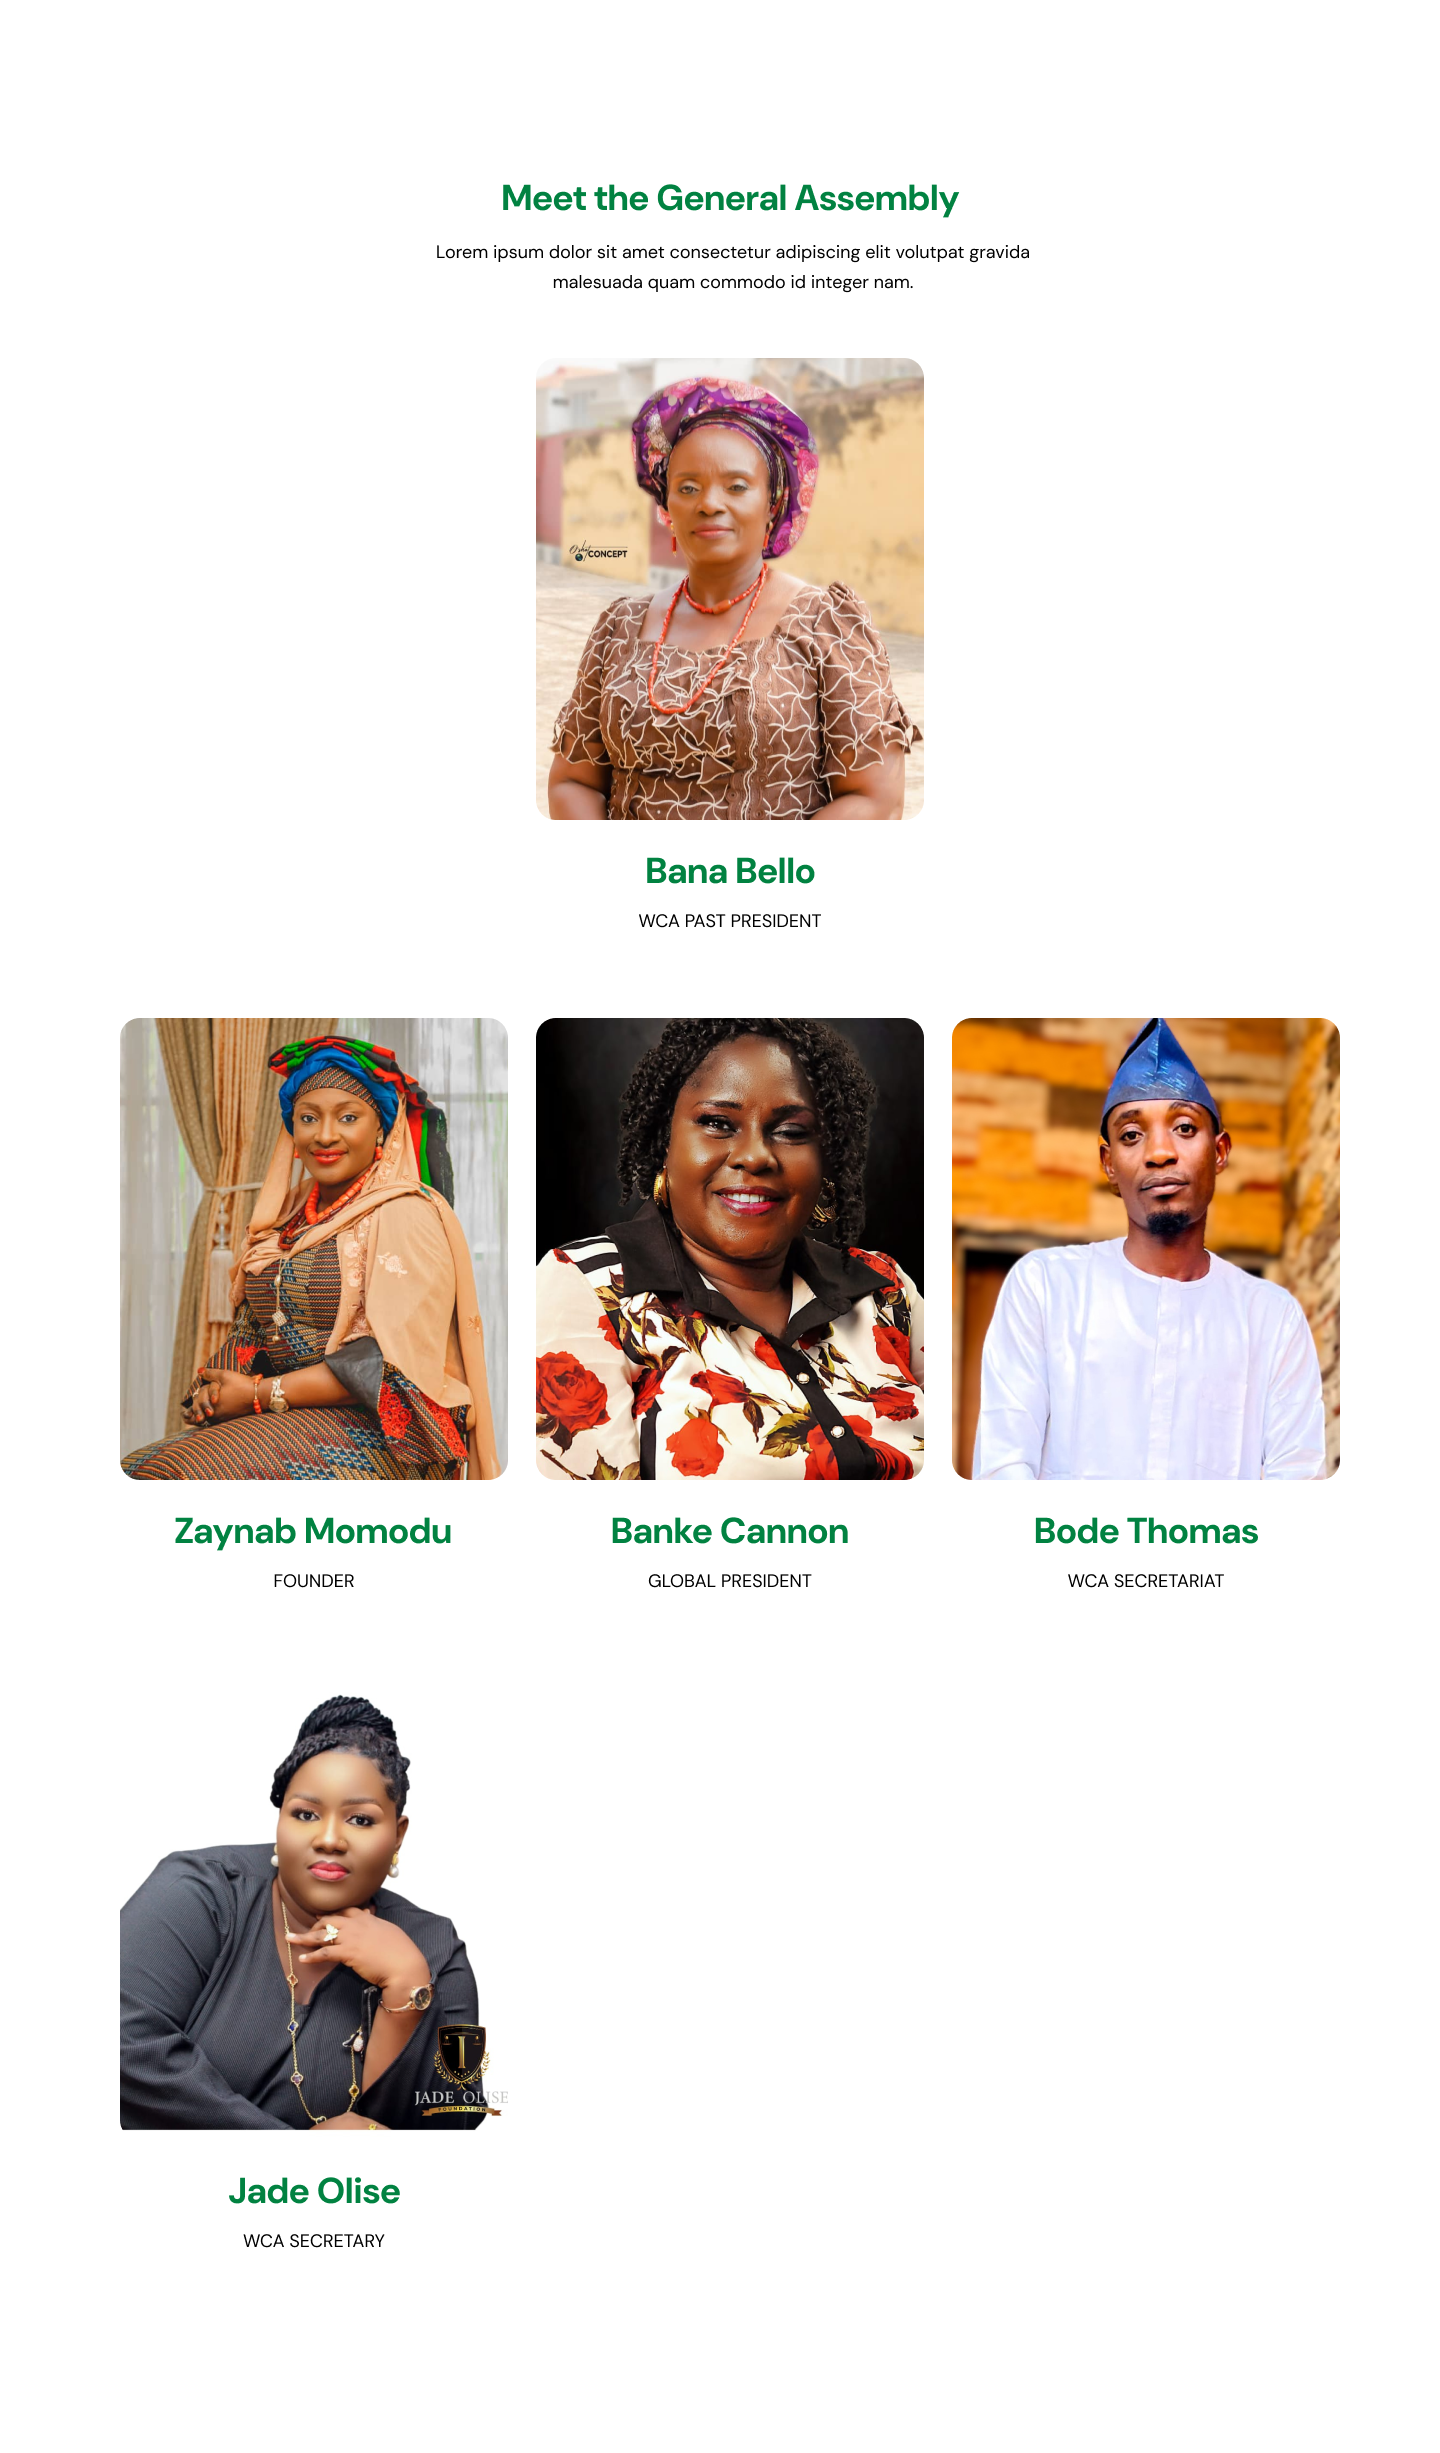 Meet the General Assembly
Lorem ipsum dolor sit amet consectetur adipiscing elit volutpat gravida
malesuada quam commodo id integer nam.
CONCEPT
Bana Bello
WCA PAST PRESIDENT
Zaynab Momodu
FOUNDER
Banke Cannon
GLOBAL PRESIDENT
Bode Thomas
WCA SECRETARIAT
JADE OLISE
FOUNDATION
Jade Olise
WCA SECRETARY